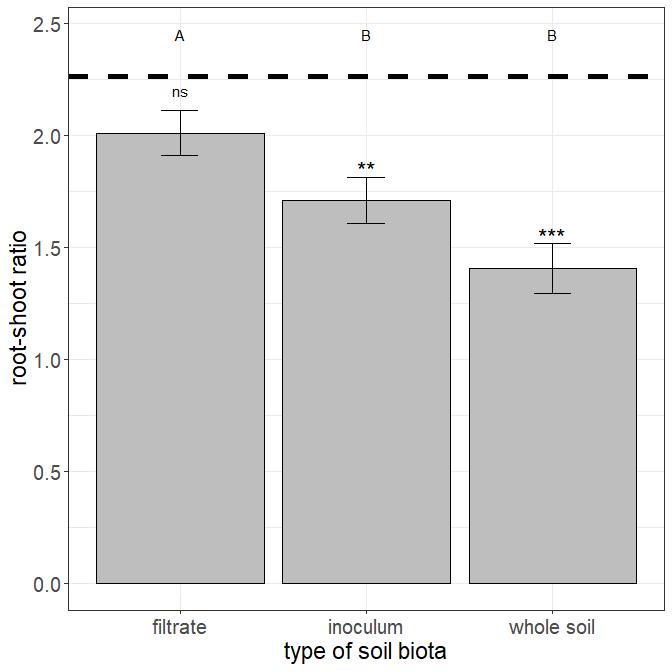 2.5
A B B
ns
2.0
**
1.5
***
root-shoot ratio
1.0
0.5
0.0
filtrate inoculum whole soil
type of soil biota